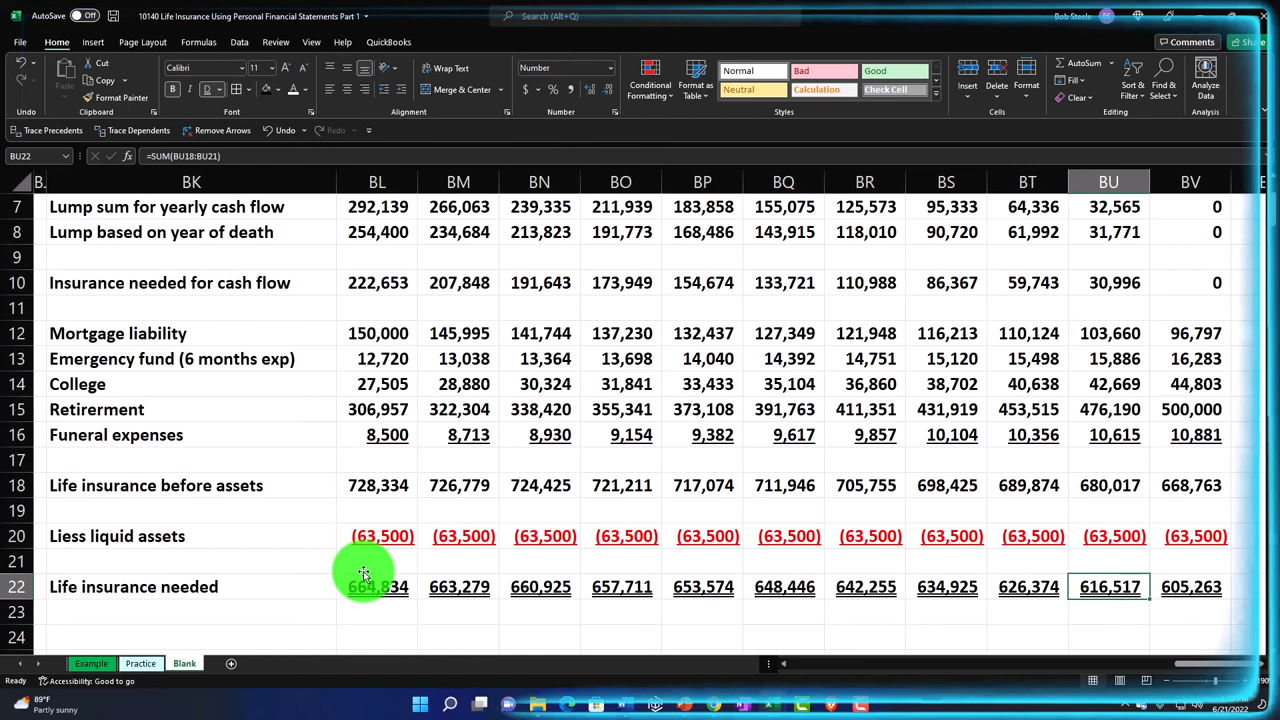 AutoSave Off 10140 Life Insurance Using Personal Financial Statements Part 1 Search (Alt+Q) Bob Steele BS
File Home Insert Page Layout Formulas Data Review View Help QuickBooks Comments Share
Calibri 11 Wrap Text Number Normal Bad Good AutoSum
Paste Cut Copy Format Painter B I D Merge & Center $ % Conditional Formatting Format as Table Neutral Calculation Check Cell Insert Delete Format Fill Clear Sort & Filter Find & Select Analyze Data
Undo Clipboard Font Alignment Number Styles Cells Editing Analysis
Trace Precedents Trace Dependents Remove Arrows Undo Redo
BU22 fx =SUM(BU18:BU21)
B. BK BL BM BN BO BP BQ BR BS BT BU BV
7 Lump sum for yearly cash flow 292,139 266,063 239,335 211,939 183,858 155,075 125,573 95,333 64,336 32,565 0
8 Lump based on year of death 254,400 234,684 213,823 191,773 168,486 143,915 118,010 90,720 61,992 31,771 0
9
10 Insurance needed for cash flow 222,653 207,848 191,643 173,949 154,674 133,721 110,988 86,367 59,743 30,996 0
11
12 Mortgage liability 150,000 145,995 141,744 137,230 132,437 127,349 121,948 116,213 110,124 103,660 96,797
13 Emergency fund (6 months exp) 12,720 13,038 13,364 13,698 14,040 14,392 14,751 15,120 15,498 15,886 16,283
14 College 27,505 28,880 30,324 31,841 33,433 35,104 36,860 38,702 40,638 42,669 44,803
15 Retirerment 306,957 322,304 338,420 355,341 373,108 391,763 411,351 431,919 453,515 476,190 500,000
16 Funeral expenses 8,500 8,713 8,930 9,154 9,382 9,617 9,857 10,104 10,356 10,615 10,881
17
18 Life insurance before assets 728,334 726,779 724,425 721,211 717,074 711,946 705,755 698,425 689,874 680,017 668,763
19
20 Liess liquid assets (63,500) (63,500) (63,500) (63,500) (63,500) (63,500) (63,500) (63,500) (63,500) (63,500) (63,500)
21
22 Life insurance needed 664,834 663,279 660,925 657,711 653,574 648,446 642,255 634,925 626,374 616,517 605,263
23
24
Example Practice Blank
Ready Accessibility: Good to go
89°F
Partly sunny 6/21/2022